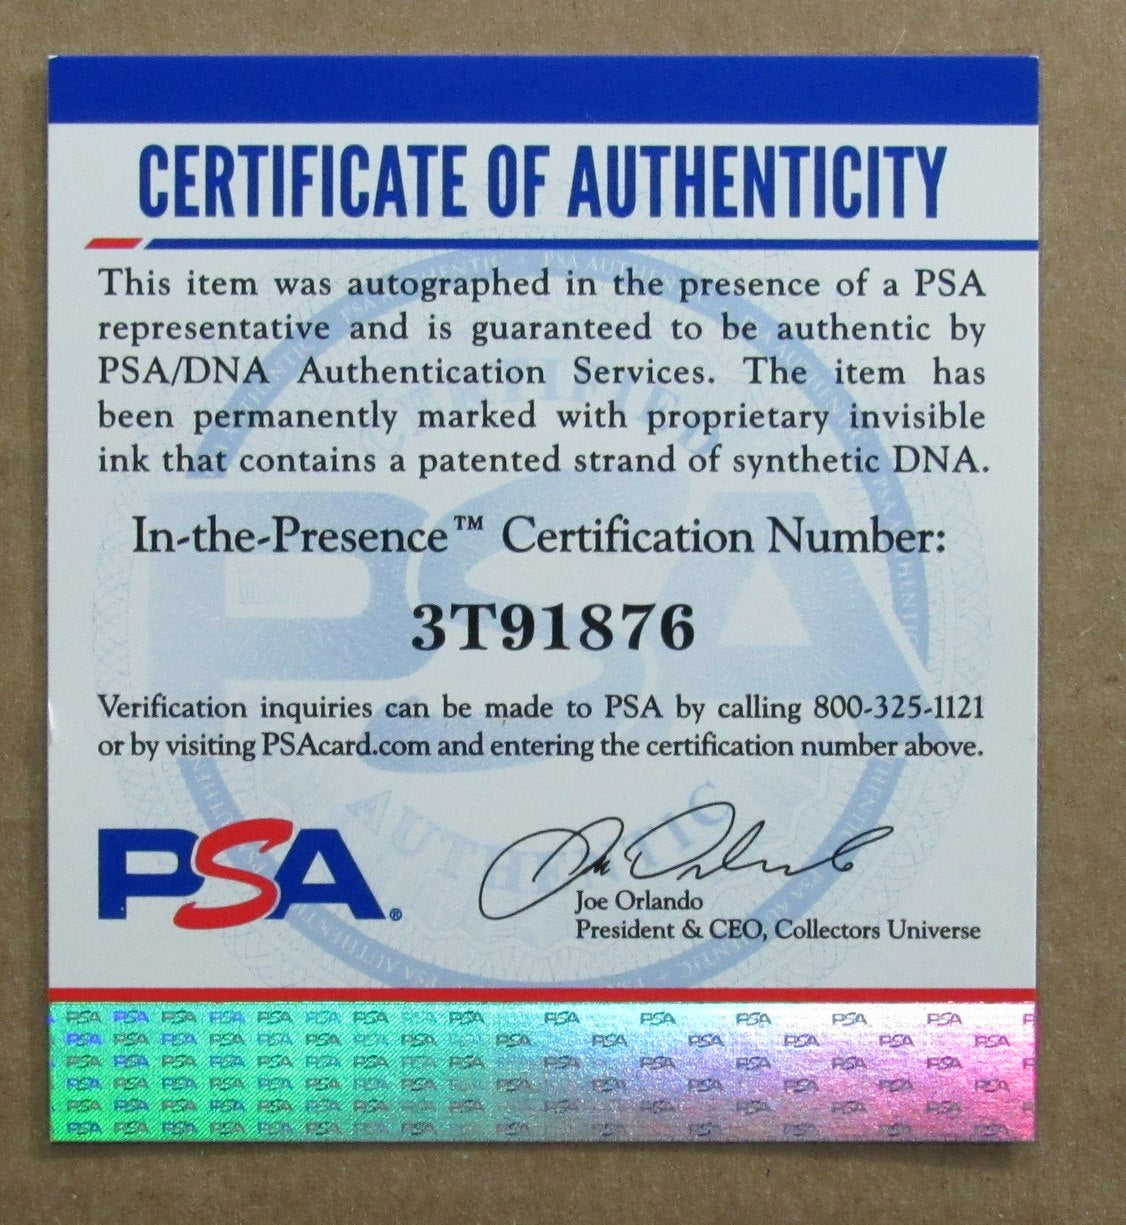 CERTIFICATE OF AUTHENTICITY
This item was autographed in the presence of a PSA
representative and is guaranteed to be authentic by
PSA/DNA Authentication Services. The item has
been permanently marked with proprietary invisible
ink that contains a patented strand of synthetic DNA.
In-the-Presence™ Certification Number:
3T91876
Verification inquiries can be made to PSA by calling 800-325-1121
or by visiting PSAcard.com and entering the certification number above.
PSA®
Joe Orlando
President & CEO, Collectors Universe